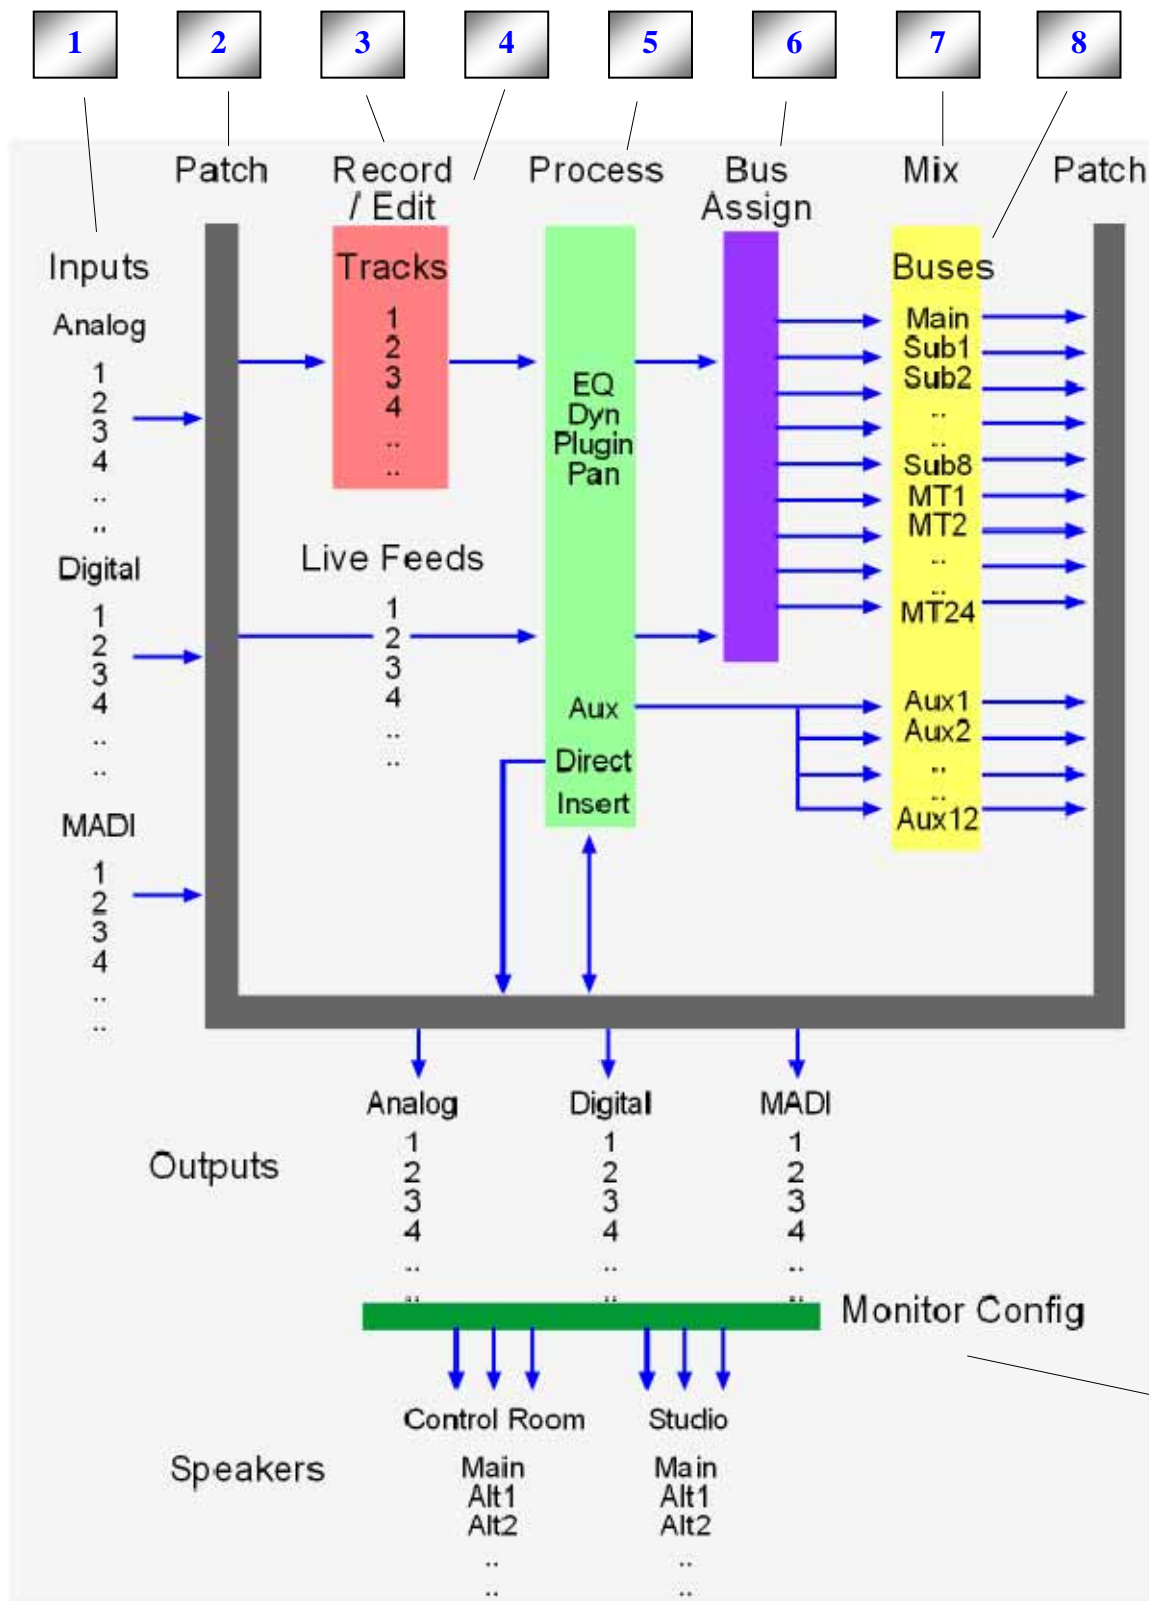 1 2 3 4 5 6 7 8
Patch Record / Edit Process Bus Assign Mix Patch
Inputs
Analog
1
2
3
4
..
..
Digital
1
2
3
4
..
..
MADI
1
2
3
4
..
..
Tracks
1
2
3
4
..
..
Live Feeds
1
2
3
4
..
..
EQ
Dyn
Plugin
Pan
Aux
Direct
Insert
Buses
Main
Sub1
Sub2
..
..
Sub8
MT1
MT2
..
..
MT24
Aux1
Aux2
..
..
Aux12
Outputs
Analog
1
2
3
4
..
..
Digital
1
2
3
4
..
..
MADI
1
2
3
4
..
..
Monitor Config
Speakers
Control Room
Main
Alt1
Alt2
..
..
Studio
Main
Alt1
Alt2
..
..